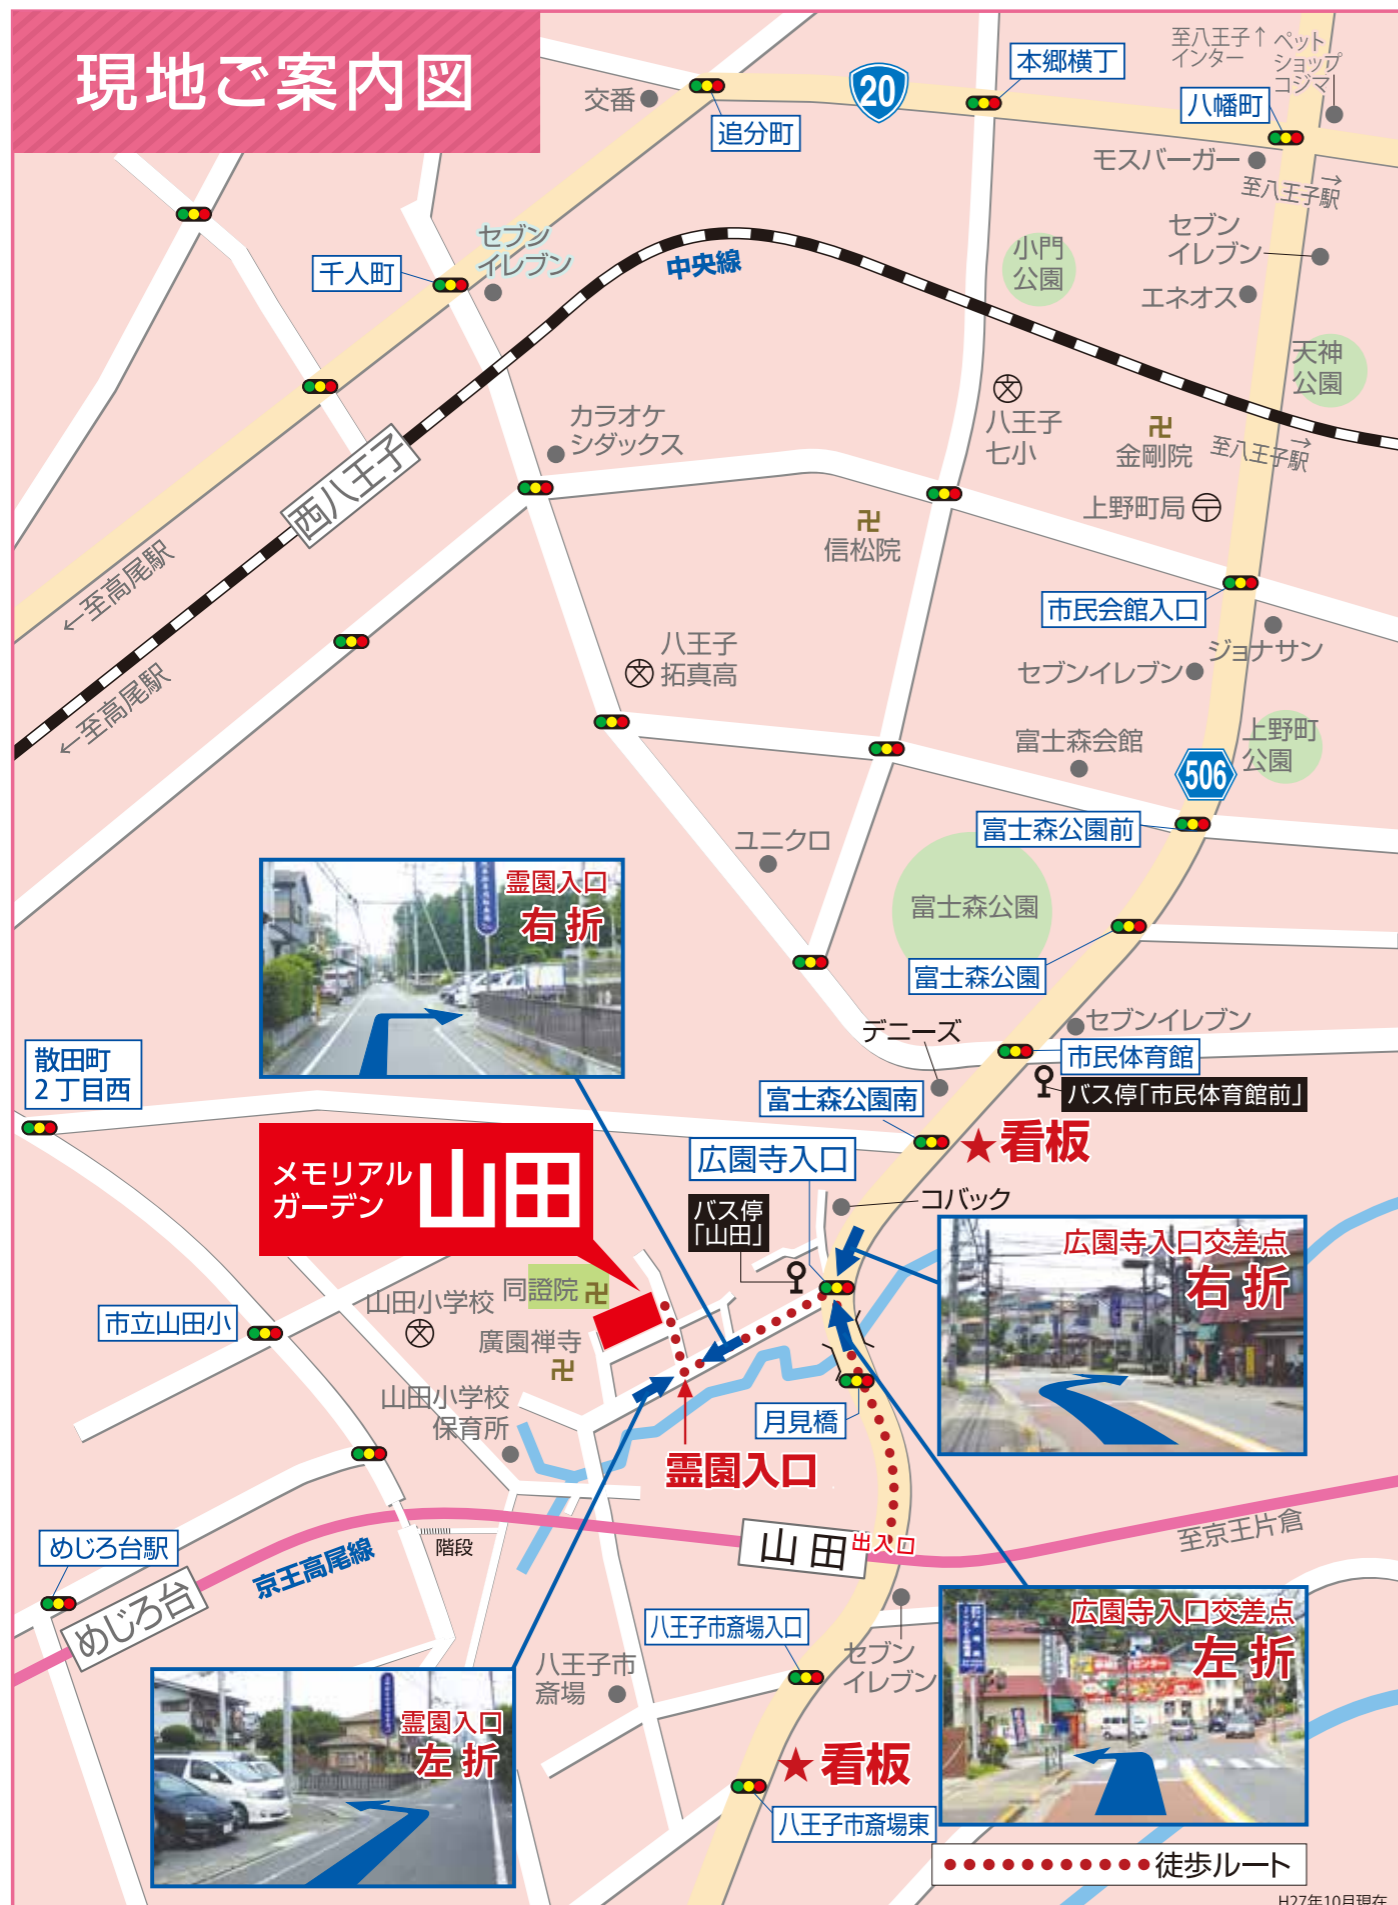 現地ご案内図
至八王子↑
インター
ペット
ショップ
コジマ
本郷横丁
20
交番
追分町
八幡町
モスバーガー
→
至八王子駅
セブン
イレブン
千人町
中央線
小門
公園
セブン
イレブン
エネオス
天神
公園
カラオケ
シダックス
八王子
七小
金剛院
→
至八王子駅
西八王子
上野町局
信松院
←至高尾駅
市民会館入口
八王子
拓真高
ジョナサン
セブンイレブン
←至高尾駅
富士森会館
上野町
公園
506
富士森公園前
ユニクロ
霊園入口
右折
富士森公園
富士森公園
デニーズ
セブンイレブン
市民体育館
散田町
2丁目西
バス停「市民体育館前」
富士森公園南
★看板
広園寺入口
メモリアル
ガーデン
山田
バス停
「山田」
コバック
広園寺入口交差点
右折
同證院
山田小学校
市立山田小
廣園禅寺
山田小学校
保育所
月見橋
霊園入口
めじろ台駅
階段
京王高尾線
山田
出入口
至京王片倉
めじろ台
八王子市斎場入口
広園寺入口交差点
左折
セブン
イレブン
八王子市
斎場
霊園入口
左折
★看板
八王子市斎場東
徒歩ルート
H27年10月現在